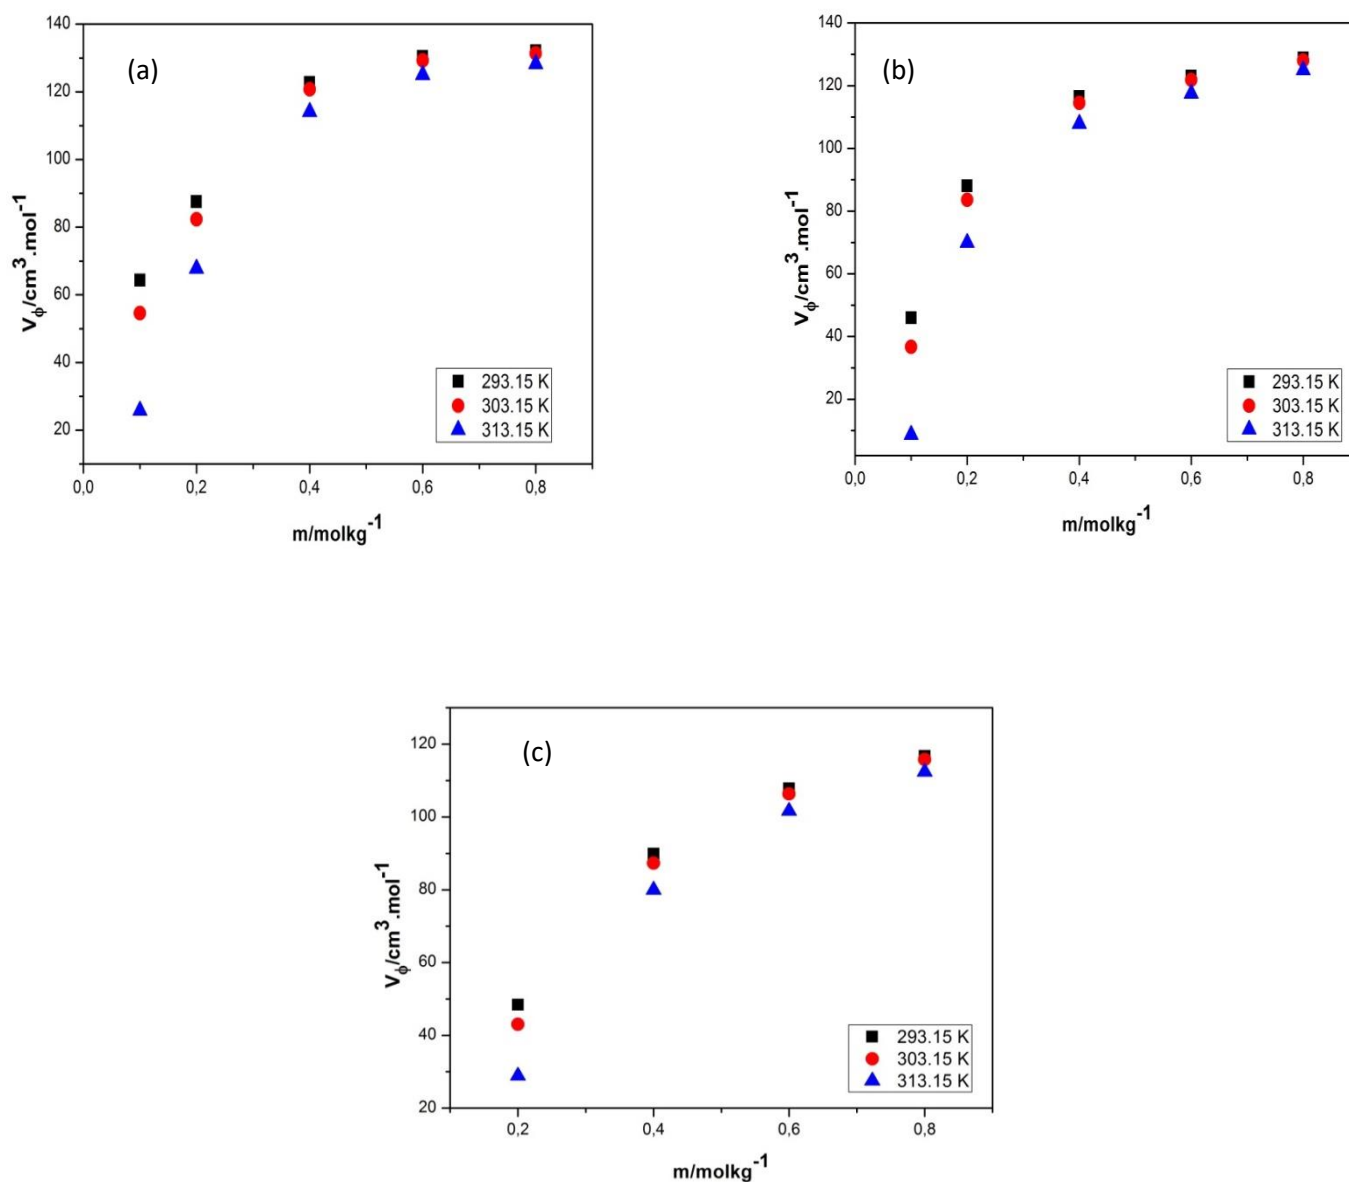 (a)
140
120
100
80
60
40
20
0,0 0,2 0,4 0,6 0,8
Vϕ/cm³.mol⁻¹
m/molkg⁻¹
293.15 K
303.15 K
313.15 K
(b)
140
120
100
80
60
40
20
0,0 0,2 0,4 0,6 0,8
Vϕ/cm³.mol⁻¹
m/molkg⁻¹
293.15 K
303.15 K
313.15 K
(c)
120
100
80
60
40
20
0,2 0,4 0,6 0,8
Vϕ/cm³.mol⁻¹
m/molkg⁻¹
293.15 K
303.15 K
313.15 K